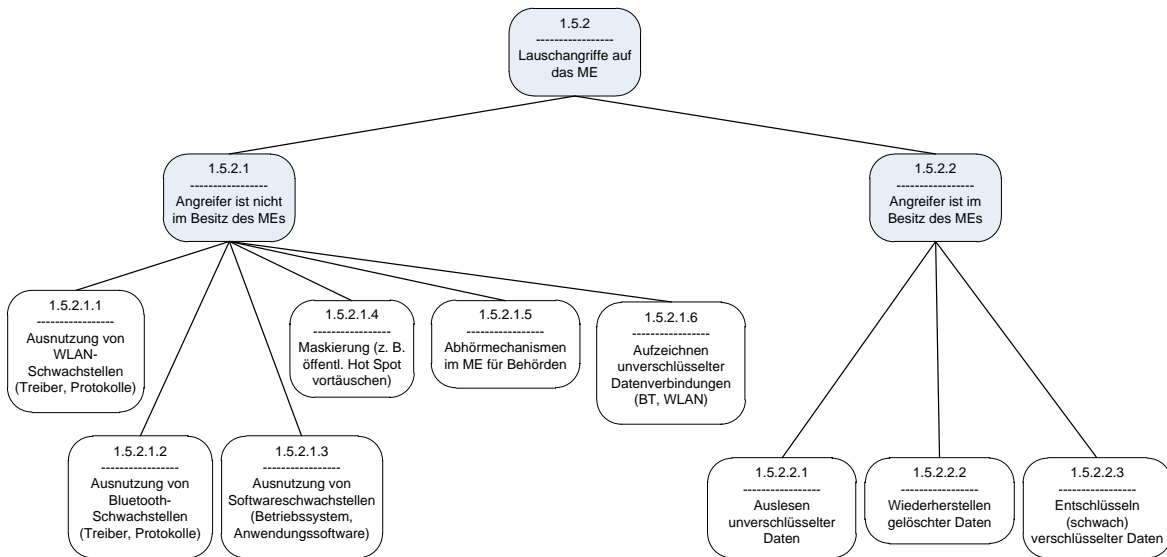 1.5.2
-----------------
Lauschangriffe auf
das ME
1.5.2.1
-----------------
Angreifer ist nicht
im Besitz des MEs
1.5.2.2
-----------------
Angreifer ist im
Besitz des MEs
1.5.2.1.1
-----------------
Ausnutzung von
WLAN-
Schwachstellen
(Treiber, Protokolle)
1.5.2.1.4
-----------------
Maskierung (z. B.
öffentl. Hot Spot
vortäuschen)
1.5.2.1.5
-----------------
Abhörmechanismen
im ME für Behörden
1.5.2.1.6
-----------------
Aufzeichnen
unverschlüsselter
Datenverbindungen
(BT, WLAN)
1.5.2.1.2
-----------------
Ausnutzung von
Bluetooth-
Schwachstellen
(Treiber, Protokolle)
1.5.2.1.3
-----------------
Ausnutzung von
Softwareschwachstellen
(Betriebssystem,
Anwendungssoftware)
1.5.2.2.1
-----------------
Auslesen
unverschlüsselter
Daten
1.5.2.2.2
-----------------
Wiederherstellen
gelöschter Daten
1.5.2.2.3
-----------------
Entschlüsseln
(schwach)
verschlüsselter Daten